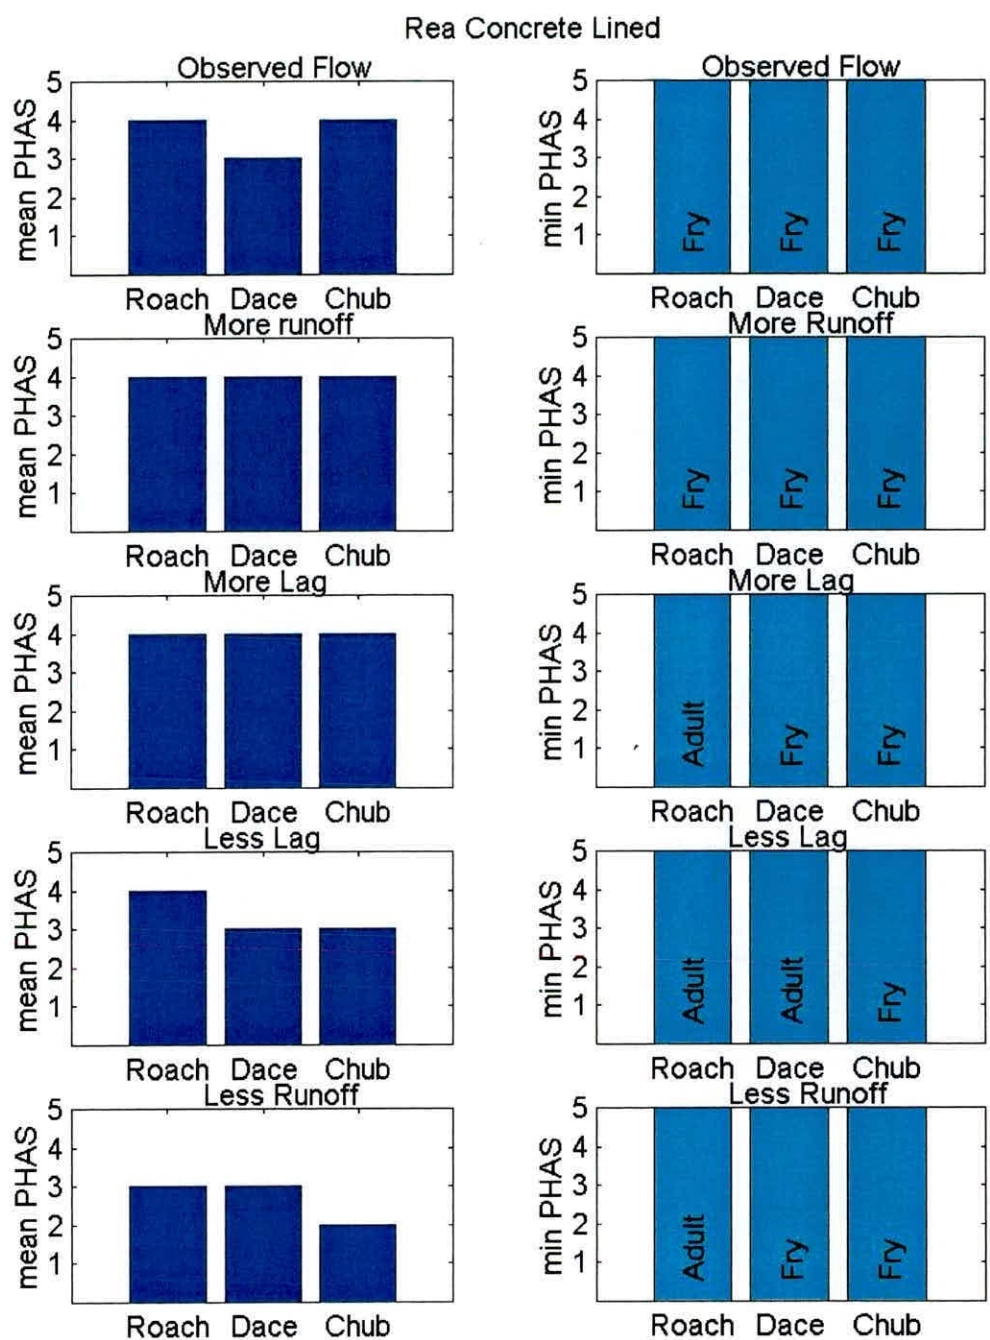 Rea Concrete Lined
Observed Flow
mean PHAS
5
4
3
2
1
Roach Dace Chub
Observed Flow
min PHAS
5
4
3
2
1
Fry Fry Fry
Roach Dace Chub
More runoff
mean PHAS
5
4
3
2
1
Roach Dace Chub
More Runoff
min PHAS
5
4
3
2
1
Fry Fry Fry
Roach Dace Chub
More Lag
mean PHAS
5
4
3
2
1
Roach Dace Chub
More Lag
min PHAS
5
4
3
2
1
Adult Fry Fry
Roach Dace Chub
Less Lag
mean PHAS
5
4
3
2
1
Roach Dace Chub
Less Lag
min PHAS
5
4
3
2
1
Adult Adult Fry
Roach Dace Chub
Less Runoff
mean PHAS
5
4
3
2
1
Roach Dace Chub
Less Runoff
min PHAS
5
4
3
2
1
Adult Fry Fry
Roach Dace Chub